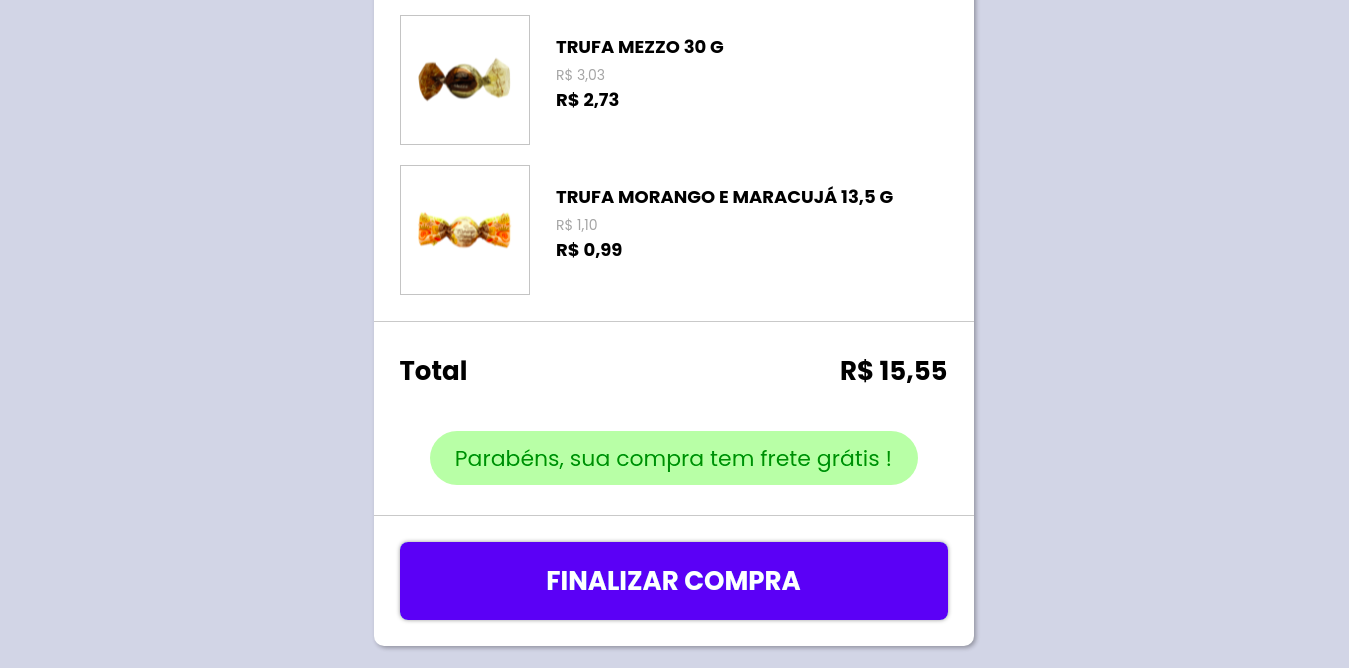 TRUFA MEZZO 30 G
R$ 3,03
R$ 2,73
TRUFA MORANGO E MARACUJÁ 13,5 G
R$ 1,10
R$ 0,99
Total R$ 15,55
Parabéns, sua compra tem frete grátis !
FINALIZAR COMPRA